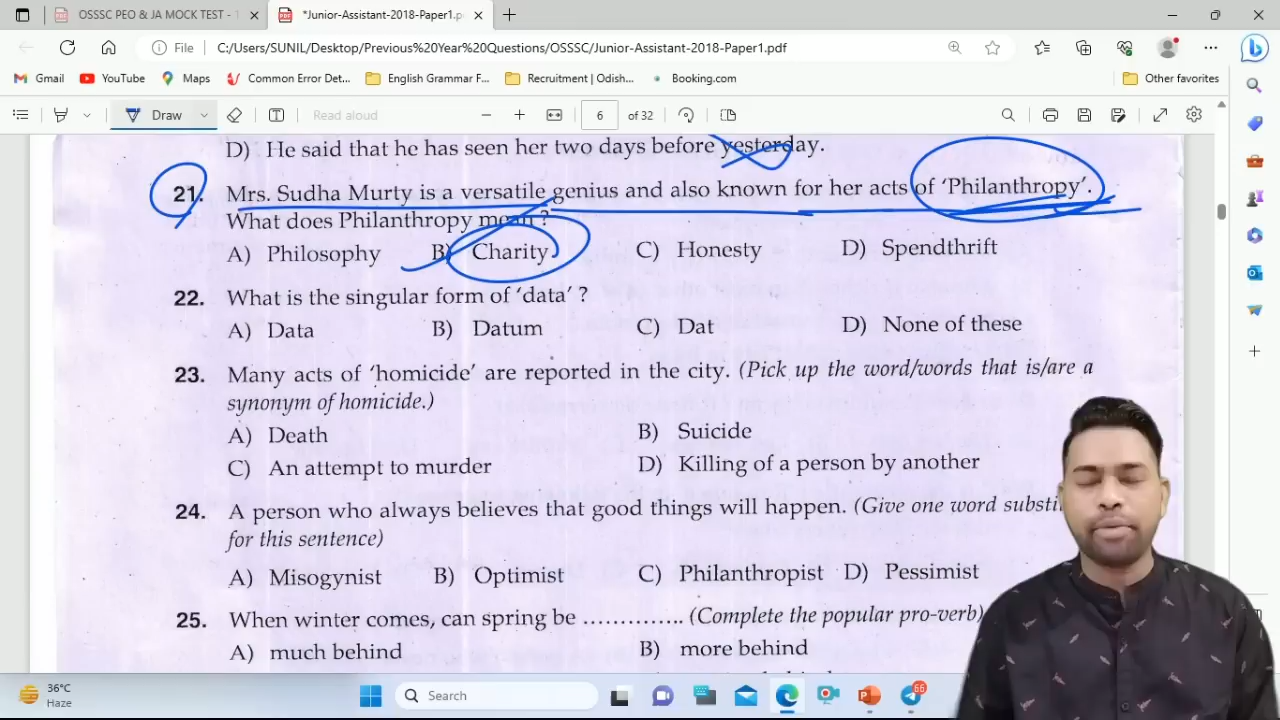 OSSSC PEO & JA MOCK TEST - 1
*Junior-Assistant-2018-Paper1.p
File C:/Users/SUNIL/Desktop/Previous%20Year%20Questions/OSSSC/Junior-Assistant-2018-Paper1.pdf
Gmail YouTube Maps Common Error Det... English Grammar F... Recruitment | Odish... Booking.com Other favorites
Draw Read aloud 6 of 32
D) He said that he has seen her two days before yesterday.
21. Mrs. Sudha Murty is a versatile genius and also known for her acts of 'Philanthropy'.
What does Philanthropy mean ?
A) Philosophy B) Charity C) Honesty D) Spendthrift
22. What is the singular form of 'data' ?
A) Data B) Datum C) Dat D) None of these
23. Many acts of 'homicide' are reported in the city. (Pick up the word/words that is/are a
synonym of homicide.)
A) Death B) Suicide
C) An attempt to murder D) Killing of a person by another
24. A person who always believes that good things will happen. (Give one word substi
for this sentence)
A) Misogynist B) Optimist C) Philanthropist D) Pessimist
25. When winter comes, can spring be .............. (Complete the popular pro-verb)
A) much behind B) more behind
36°C
Haze
Search
66